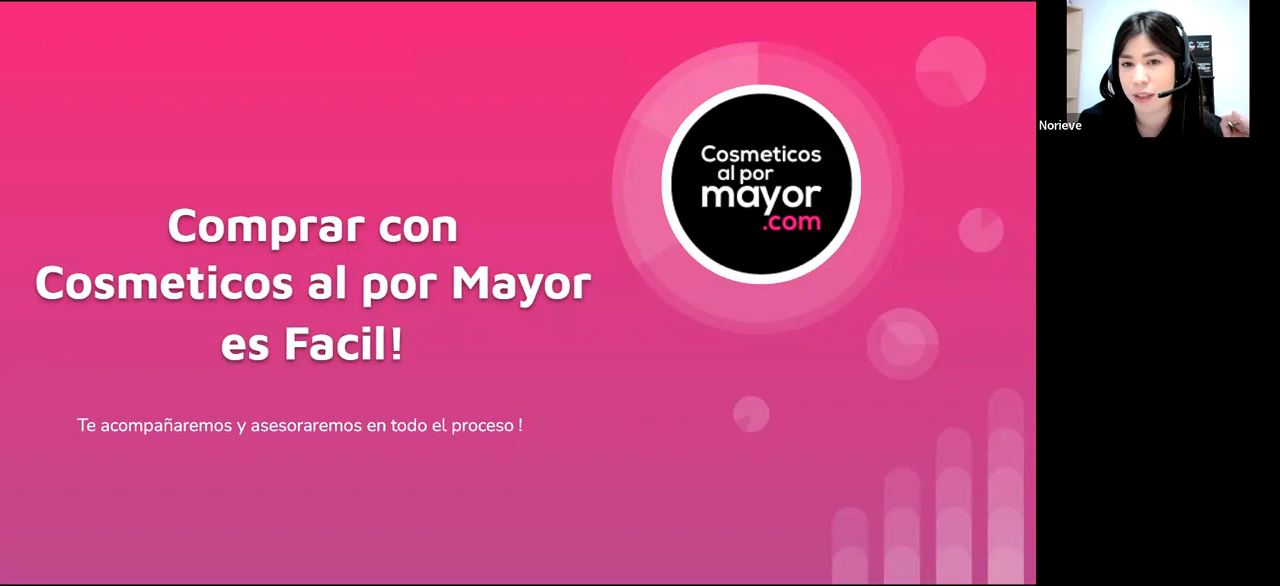 Comprar con
Cosmeticos al por Mayor
es Facil!
Te acompañaremos y asesoraremos en todo el proceso !
Cosmeticos
al por
mayor
.com
Norieve